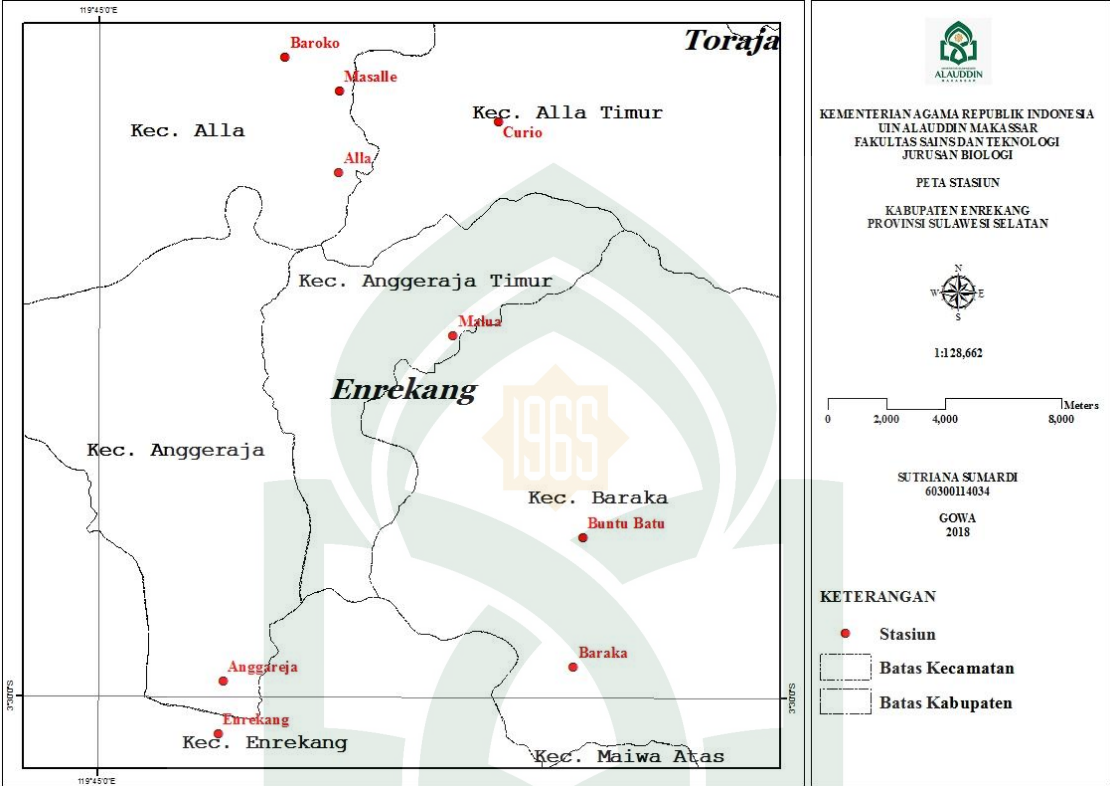 119°45'0"E
Toraja
Baroko
Masalle
Kec. Alla Timur
Kec. Alla
Curio
Alla
Kec. Anggeraja Timur
Malua
Enrekang
Kec. Anggeraja
1965
Kec. Baraka
Buntu Batu
Baraka
Anggareja
3°30'0"S
3°30'0"S
Enrekang
Kec. Enrekang
Kec. Maiwa Atas
119°45'0"E
ALAUDDIN
KEMENTERIAN AGAMA REPUBLIK INDONESIA
UIN ALAUDDIN MAKASSAR
FAKULTAS SAINS DAN TEKNOLOGI
JURUSAN BIOLOGI
PETA STASIUN
KABUPATEN ENREKANG
PROVINSI SULAWESI SELATAN
N
W E
S
1:128,662
Meters
0 2,000 4,000 8,000
SUTRIANA SUMARDI
60300114034
GOWA
2018
KETERANGAN
Stasiun
Batas Kecamatan
Batas Kabupaten